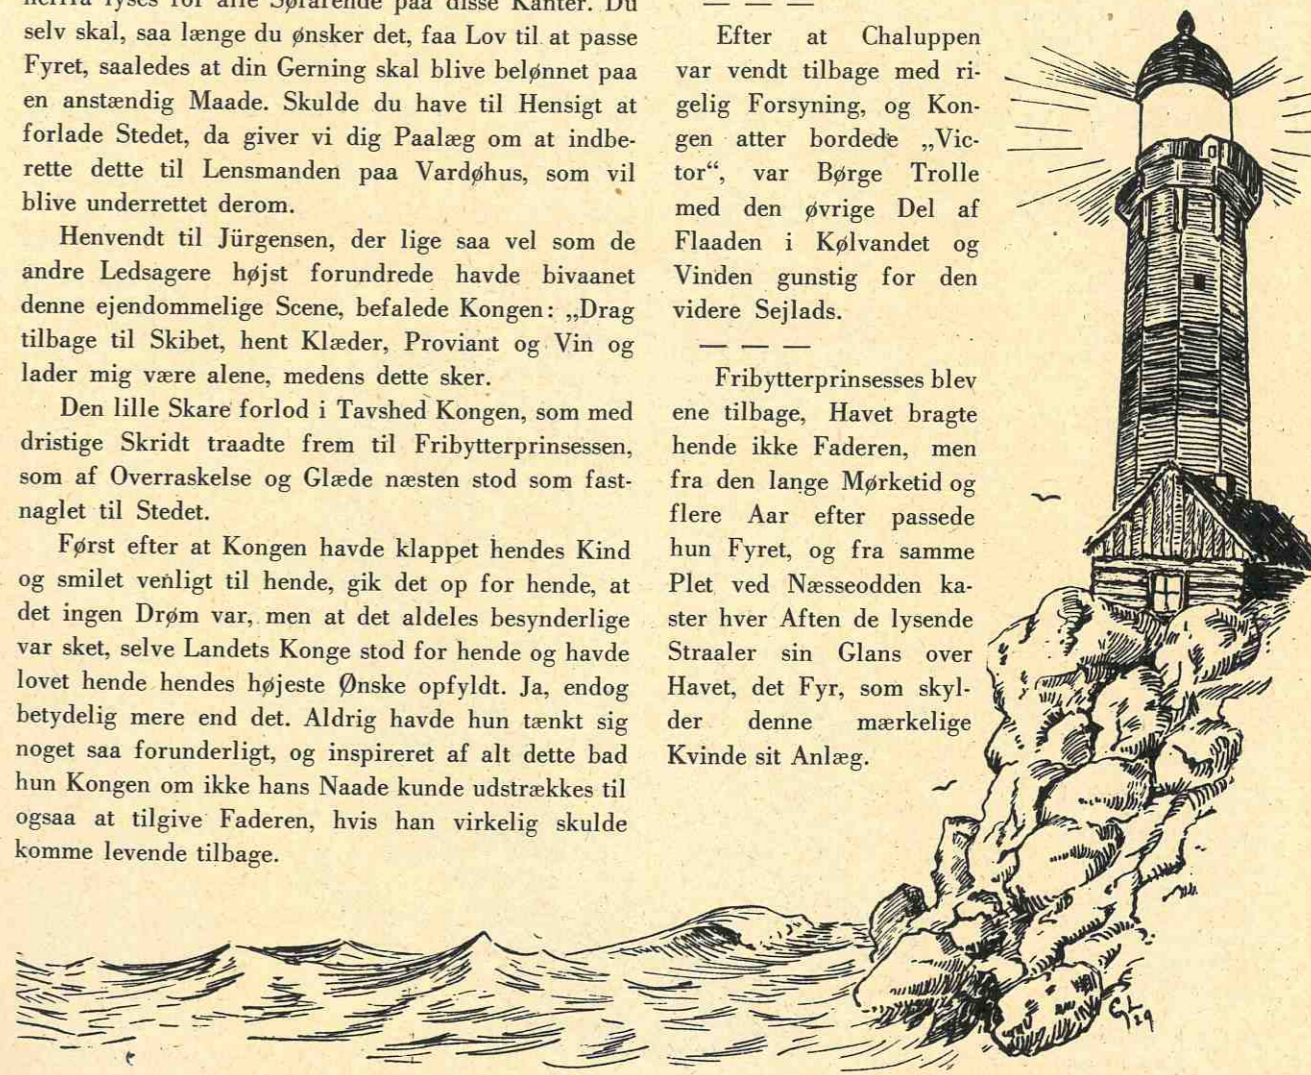 herfra lyses for alle Søfarende paa disse Kanter. Du
selv skal, saa længe du ønsker det, faa Lov til at passe
Fyret, saaledes at din Gerning skal blive belønnet paa
en anstændig Maade. Skulde du have til Hensigt at
forlade Stedet, da giver vi dig Paalæg om at indbe-
rette dette til Lensmanden paa Vardøhus, som vil
blive underrettet derom.
Henvendt til Jürgensen, der lige saa vel som de
andre Ledsagere højst forundrede havde bivaanet
denne ejendommelige Scene, befalede Kongen: „Drag
tilbage til Skibet, hent Klæder, Proviant og Vin og
lader mig være alene, medens dette sker.
Den lille Skare forlod i Tavshed Kongen, som med
dristige Skridt traadte frem til Fribytterprinsessen,
som af Overraskelse og Glæde næsten stod som fast-
naglet til Stedet.
Først efter at Kongen havde klappet hendes Kind
og smilet venligt til hende, gik det op for hende, at
det ingen Drøm var, men at det aldeles besynderlige
var sket, selve Landets Konge stod for hende og havde
lovet hende hendes højeste Ønske opfyldt. Ja, endog
betydelig mere end det. Aldrig havde hun tænkt sig
noget saa forunderligt, og inspireret af alt dette bad
hun Kongen om ikke hans Naade kunde udstrækkes til
ogsaa at tilgive Faderen, hvis han virkelig skulde
komme levende tilbage.
— — —
Efter at Chaluppen
var vendt tilbage med ri-
gelig Forsyning, og Kon-
gen atter bordede „Vic-
tor“, var Børge Trolle
med den øvrige Del af
Flaaden i Kølvandet og
Vinden gunstig for den
videre Sejlads.
— — —
Fribytterprinsesses blev
ene tilbage, Havet bragte
hende ikke Faderen, men
fra den lange Mørketid og
flere Aar efter passede
hun Fyret, og fra samme
Plet ved Næsseodden ka-
ster hver Aften de lysende
Straaler sin Glans over
Havet, det Fyr, som skyl-
der denne mærkelige
Kvinde sit Anlæg.